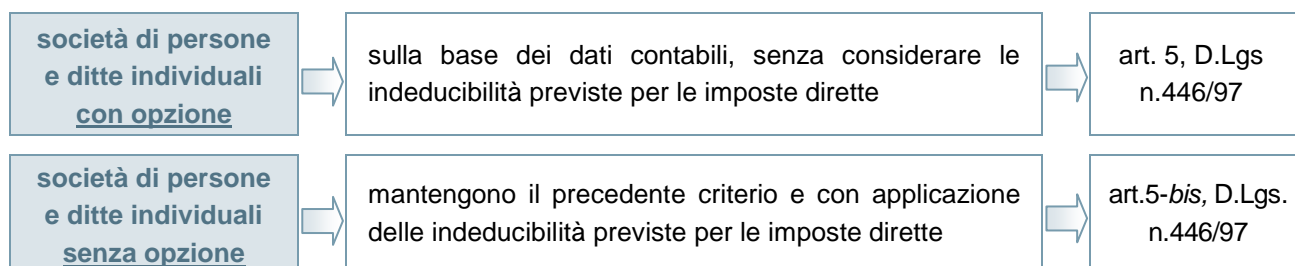 società di persone
e ditte individuali
con opzione
sulla base dei dati contabili, senza considerare le
indeducibilità previste per le imposte dirette
art. 5, D.Lgs
n.446/97
società di persone
e ditte individuali
senza opzione
mantengono il precedente criterio e con applicazione
delle indeducibilità previste per le imposte dirette
art.5-bis, D.Lgs.
n.446/97